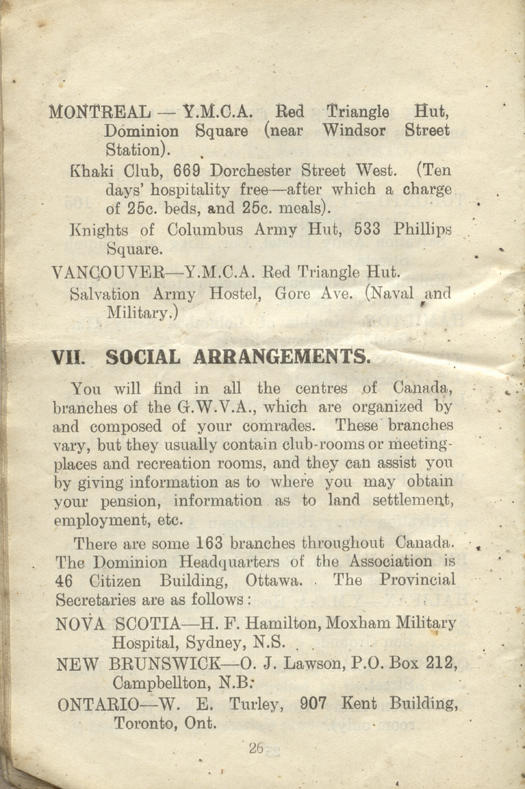 MONTREAL — Y.M.C.A. Red Triangle Hut,
Dominion Square (near Windsor Street
Station).
Khaki Club, 669 Dorchester Street West. (Ten
days' hospitality free—after which a charge
of 25c. beds, and 25c. meals).
Knights of Columbus Army Hut, 533 Phillips
Square.
VANCOUVER—Y.M.C.A. Red Triangle Hut.
Salvation Army Hostel, Gore Ave. (Naval and
Military.)
VII. SOCIAL ARRANGEMENTS.
You will find in all the centres of Canada,
branches of the G.W.V.A., which are organized by
and composed of your comrades. These branches
vary, but they usually contain club-rooms or meeting-
places and recreation rooms, and they can assist you
by giving information as to where you may obtain
your pension, information as to land settlement,
employment, etc.
There are some 163 branches throughout Canada.
The Dominion Headquarters of the Association is
46 Citizen Building, Ottawa. The Provincial
Secretaries are as follows:
NOVA SCOTIA—H. F. Hamilton, Moxham Military
Hospital, Sydney, N.S.
NEW BRUNSWICK—O. J. Lawson, P.O. Box 212,
Campbellton, N.B.
ONTARIO—W. E. Turley, 907 Kent Building,
Toronto, Ont.
26